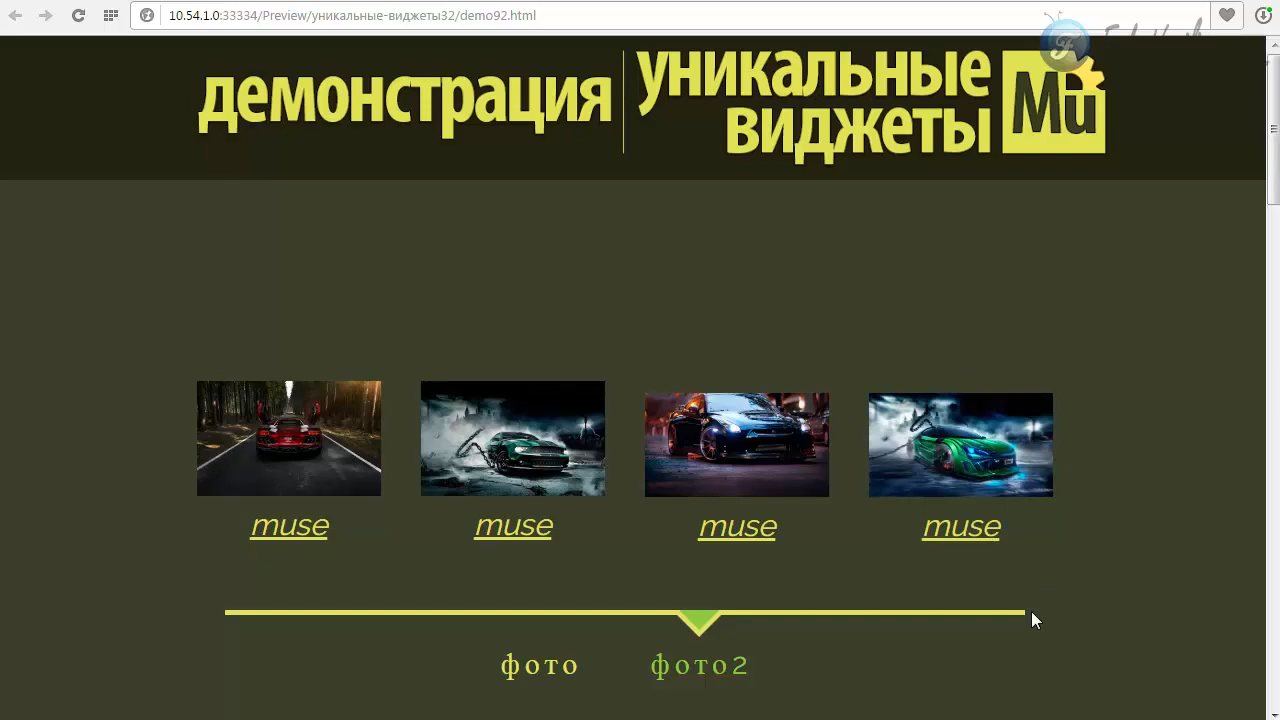 10.54.1.0:33334/Preview/уникальные-виджеты32/demo92.html
демонстрация
уникальные
виджеты
Mu
muse
muse
muse
muse
фото
фото2